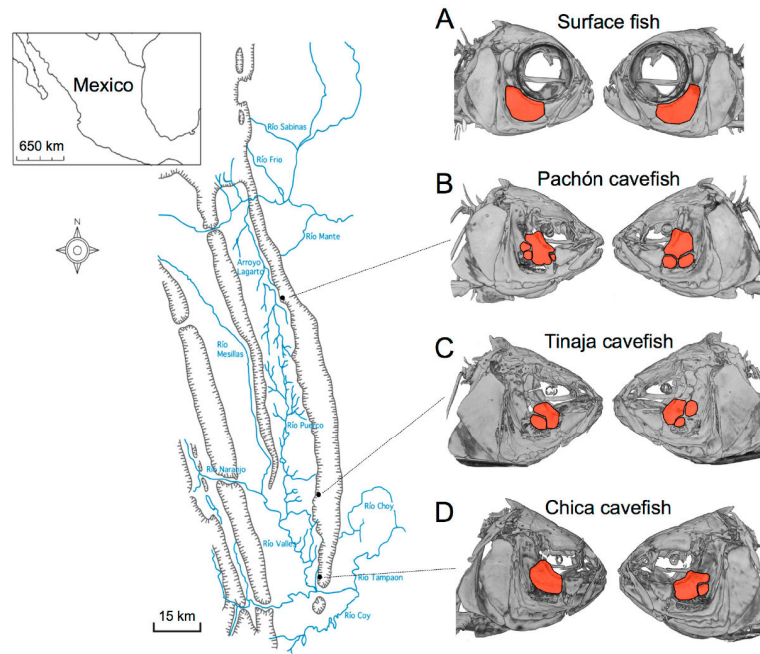 A
Surface fish
Mexico
650 km
Río Sabinas
Río Frío
N
B
Pachón cavefish
Río Mante
Arroyo
Lagarto
C
Tinaja cavefish
Río
Mesillas
Río Puerco
Río Naranjo
D
Chica cavefish
Río Choy
Río Valles
Río Tampaon
15 km
Río Coy